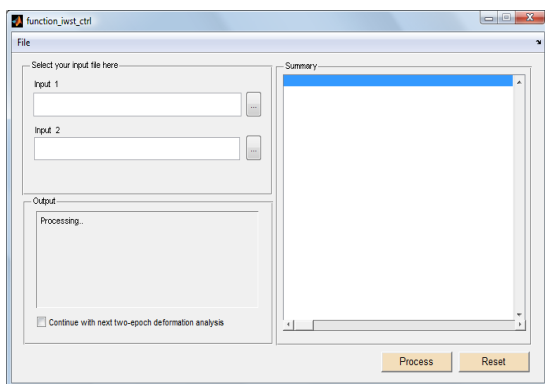 function_iwst_ctrl
File
Select your input file here
Input 1
...
Input 2
...
Output
Processing..
Continue with next two-epoch deformation analysis
Summary
Process
Reset